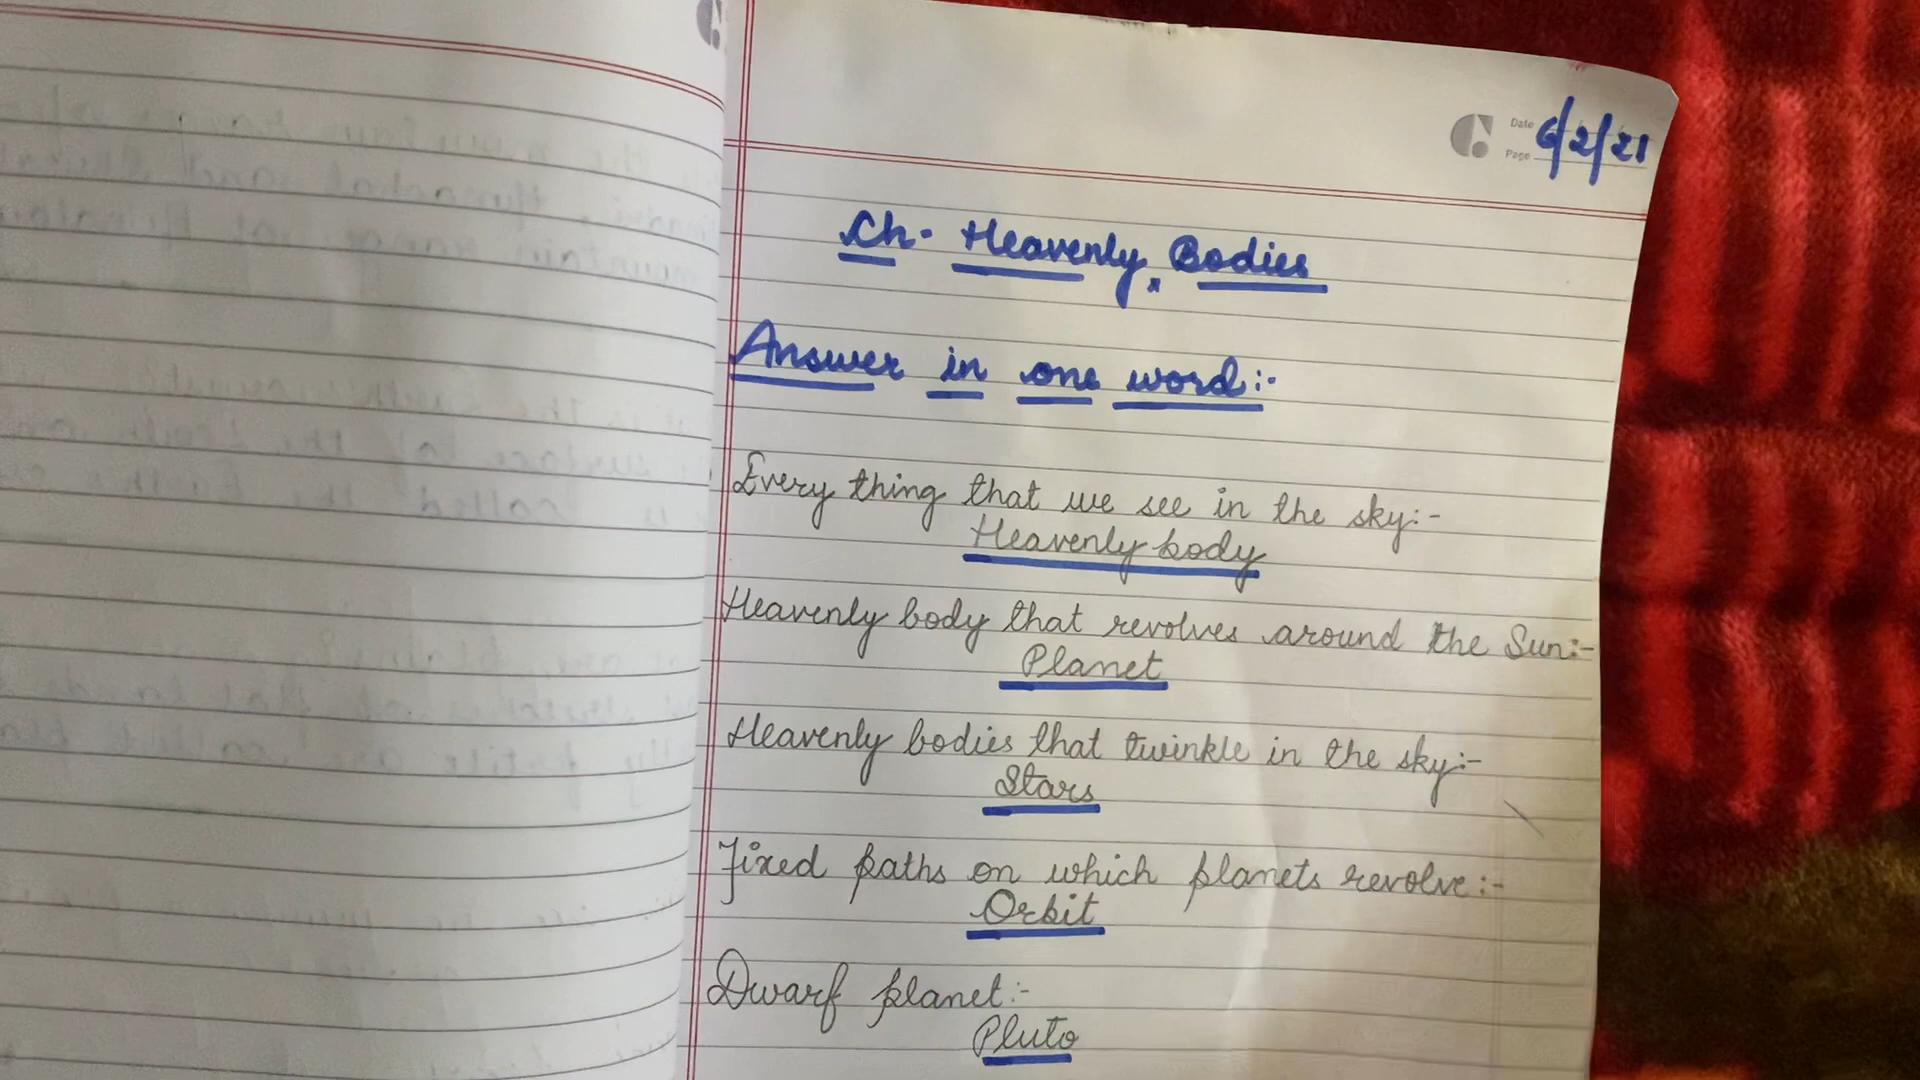 Date 6/2/21
Page
Ch. Heavenly Bodies
Answer in one word:-
Every thing that we see in the sky:-
Heavenly body
Heavenly body that revolves around the Sun:-
Planet
Heavenly bodies that twinkle in the sky:-
Stars
Fixed paths on which planets revolve:-
Orbit
Dwarf planet:-
Pluto